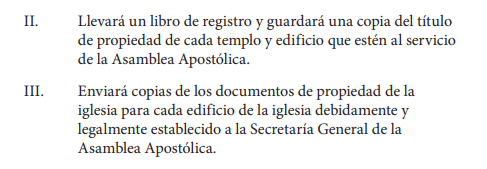 II. Llevará un libro de registro y guardará una copia del título
de propiedad de cada templo y edificio que estén al servicio
de la Asamblea Apostólica.
III. Enviará copias de los documentos de propiedad de la
iglesia para cada edificio de la iglesia debidamente y
legalmente establecido a la Secretaría General de la
Asamblea Apostólica.